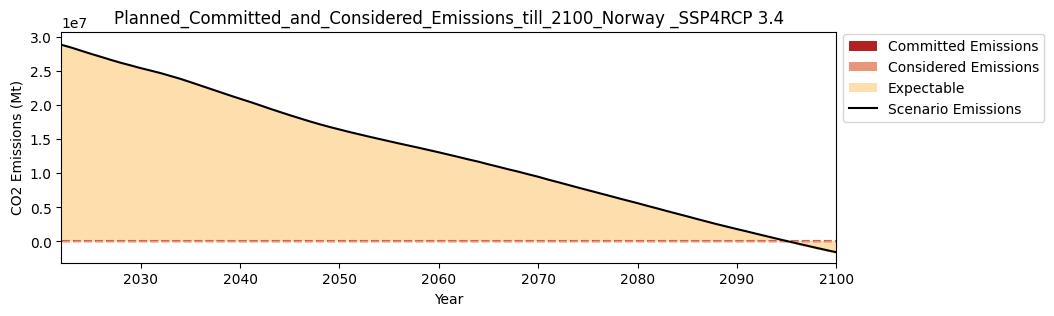 Planned_Committed_and_Considered_Emissions_till_2100_Norway _SSP4RCP 3.4
1e7
3.0
2.5
2.0
1.5
1.0
0.5
0.0
CO2 Emissions (Mt)
2030 2040 2050 2060 2070 2080 2090 2100
Year
Committed Emissions
Considered Emissions
Expectable
Scenario Emissions